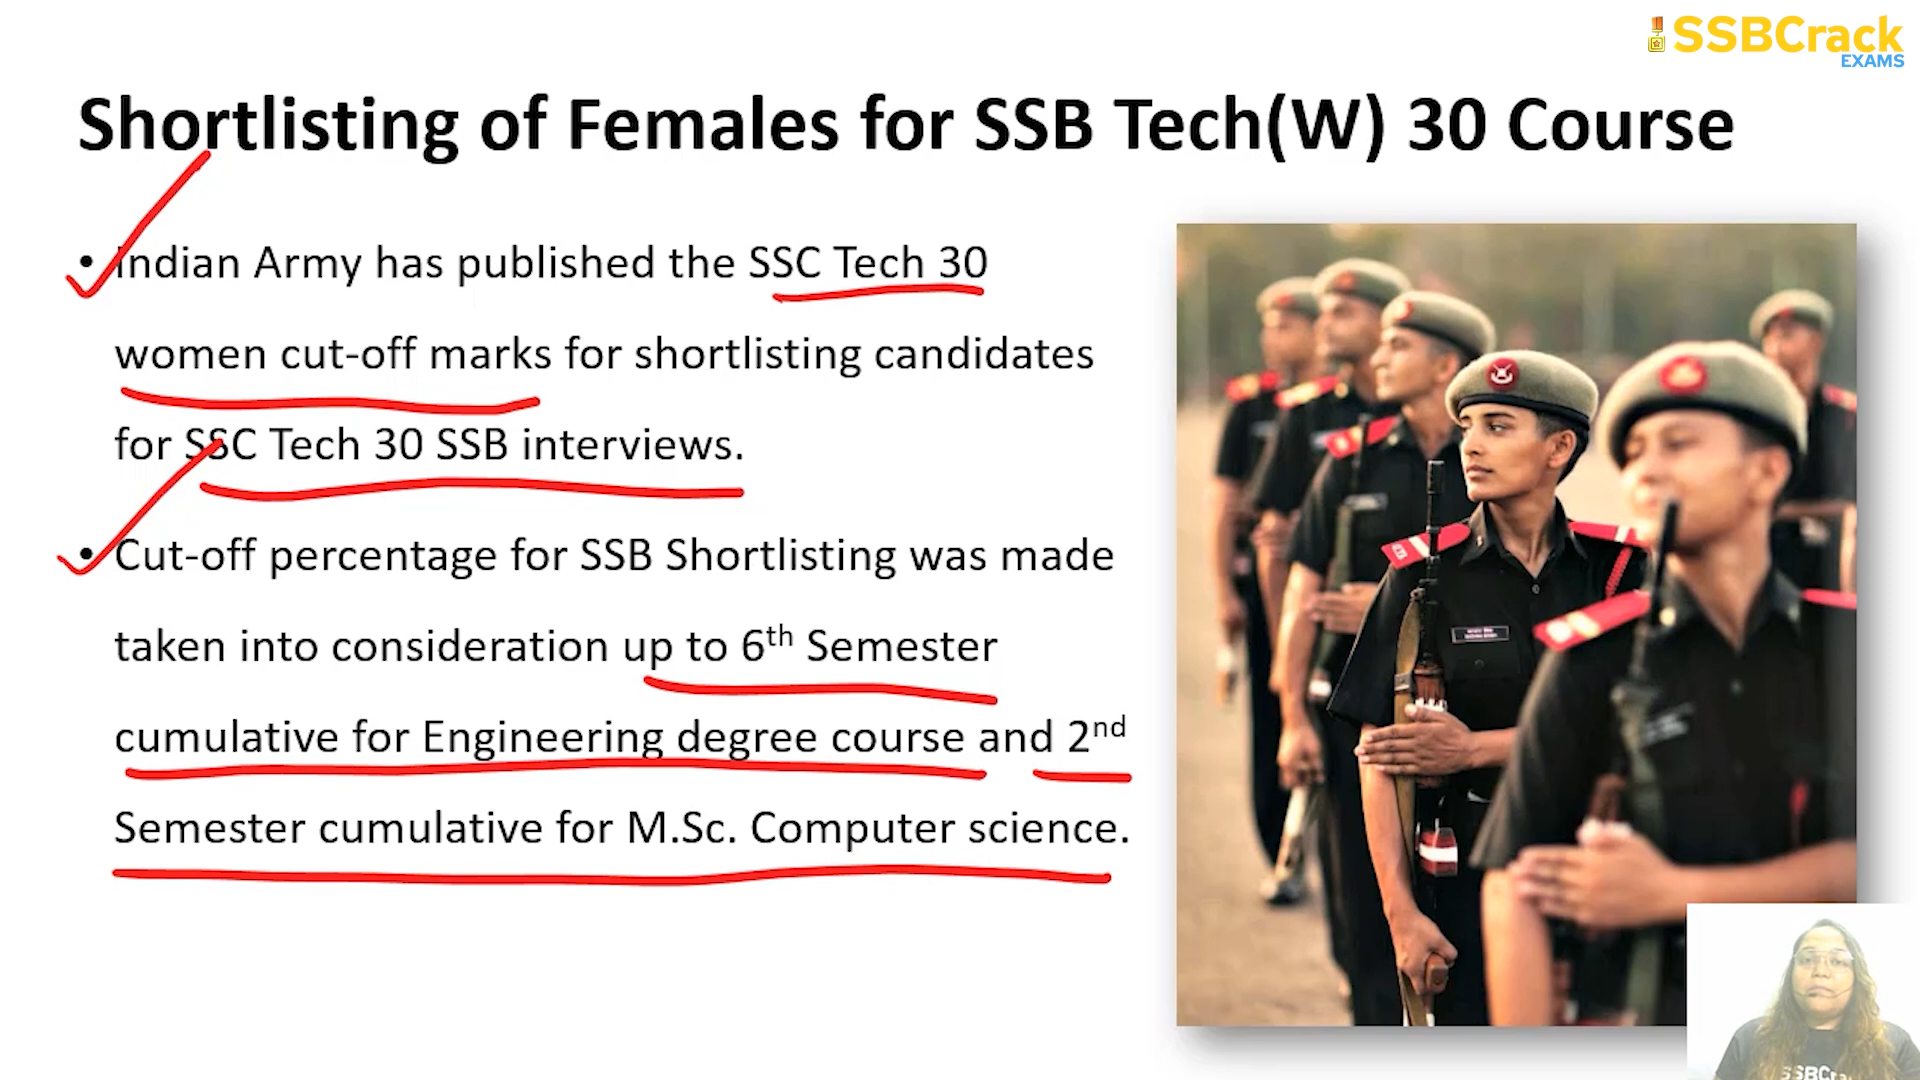 SSBCrack
EXAMS
Shortlisting of Females for SSB Tech(W) 30 Course
• Indian Army has published the SSC Tech 30
women cut-off marks for shortlisting candidates
for SSC Tech 30 SSB interviews.
• Cut-off percentage for SSB Shortlisting was made
taken into consideration up to 6th Semester
cumulative for Engineering degree course and 2nd
Semester cumulative for M.Sc. Computer science.